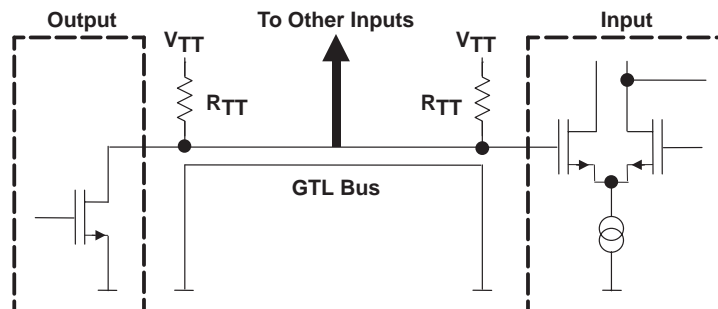 Output
To Other Inputs
Input
VTT
VTT
RTT
RTT
GTL Bus